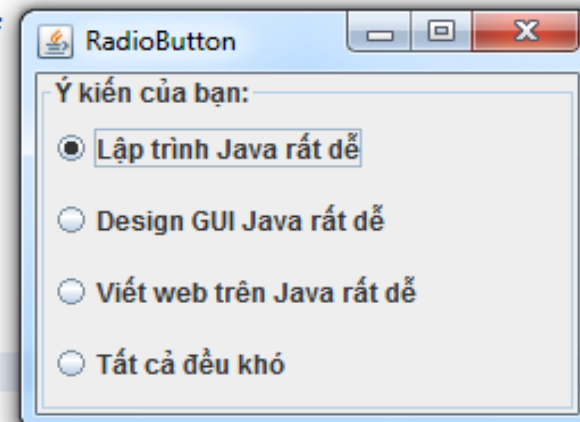 RadioButton
Ý kiến của bạn:
Lập trình Java rất dễ
Design GUI Java rất dễ
Viết web trên Java rất dễ
Tất cả đều khó